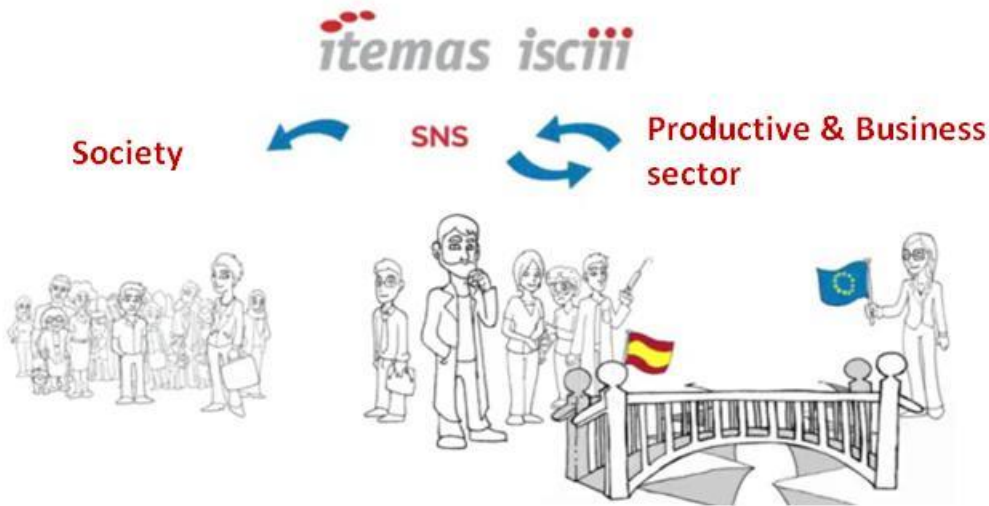 itemas isciii
Society
SNS
Productive & Business
sector